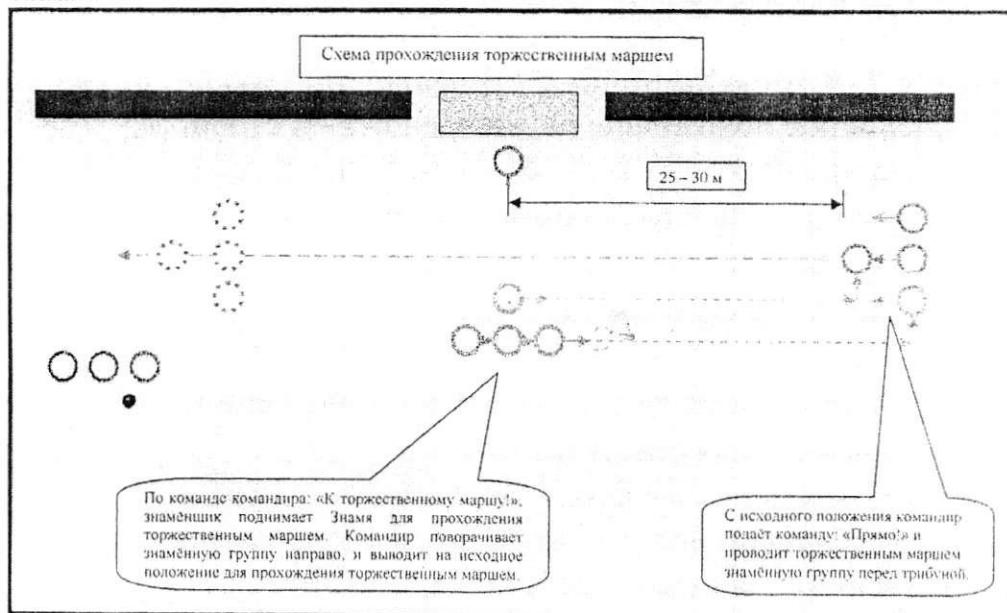 Схема прохождения торжественным маршем
25 – 30 м
По команде командира: «К торжественному маршу!»,
знамёнщик поднимает Знамя для прохождения
торжественным маршем. Командир поворачивает
знамённую группу направо, и выводит на исходное
положение для прохождения торжественным маршем.
С исходного положения командир
подаёт команду: «Прямо!» и
проводит торжественным маршем
знамённую группу перед трибуной.